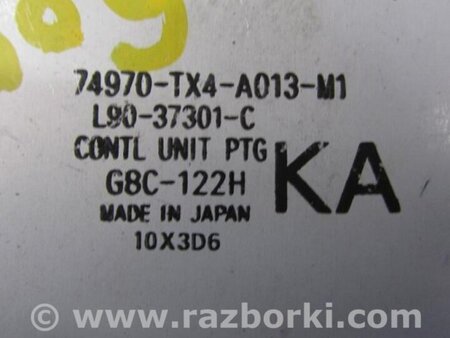 74970-TX4-A013-M1
L90-37301-C
CONTL UNIT PTG
G8C-122H
KA
MADE IN JAPAN
10X3D6
© www.razborki.com